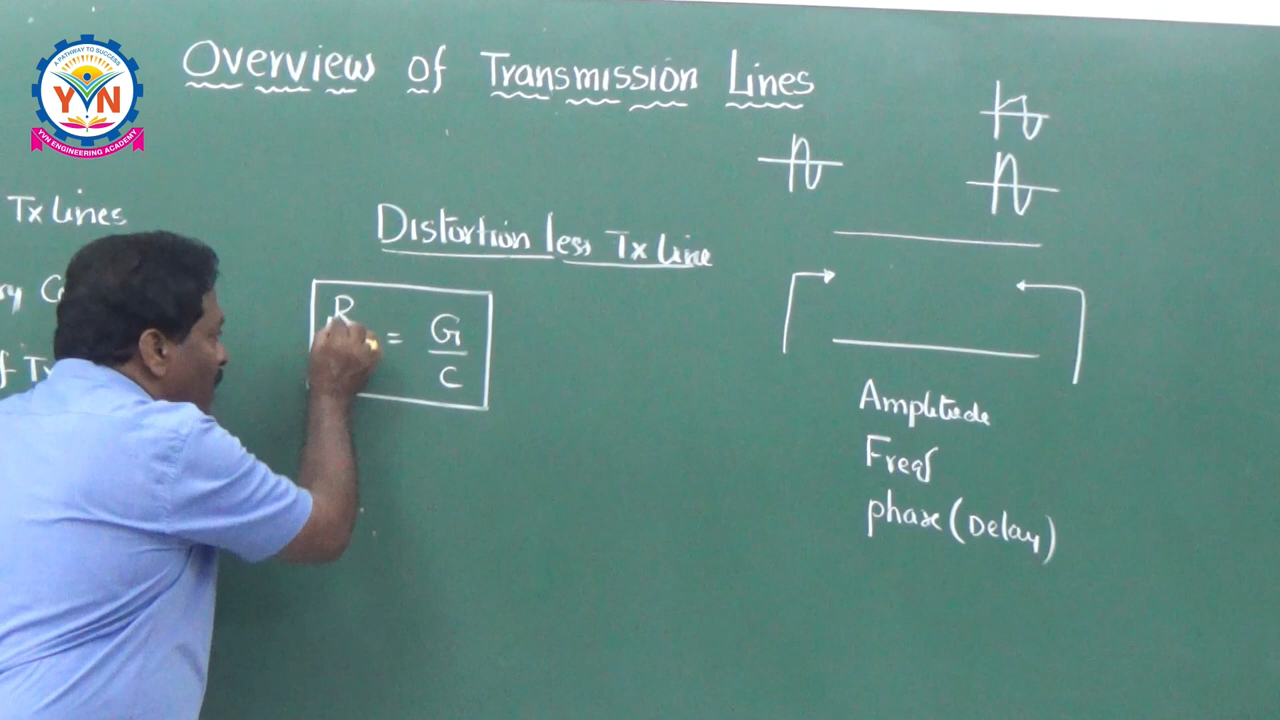 A PATHWAY TO SUCCESS
YVN
YVN ENGINEERING ACADEMY
Overview of Transmission Lines
Tx Lines
Distortion less Tx Line
R = G
C
Amplitude
Freq
phase (Delay)